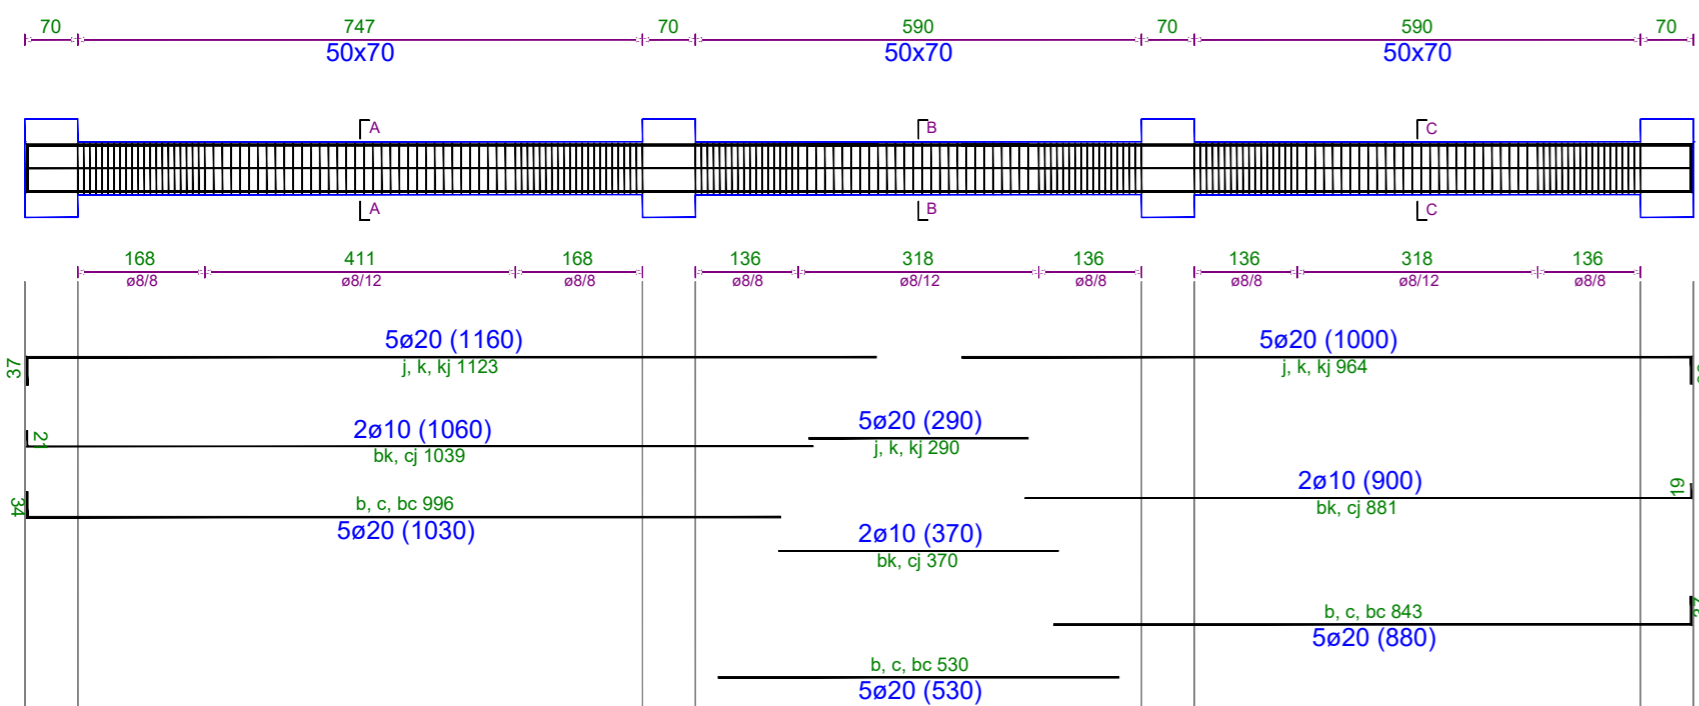 70 747 70 590 70 590 70
50x70 50x70 50x70
A B C
A B C
168 411 168 136 318 136 136 318 136
ø8/8 ø8/12 ø8/8 ø8/8 ø8/12 ø8/8 ø8/8 ø8/12 ø8/8
5ø20 (1160) 5ø20 (1000)
37 j, k, kj 1123 j, k, kj 964
2ø10 (1060) 5ø20 (290)
bk, cj 1039 j, k, kj 290
2ø10 (900)
34 b, c, bc 996 bk, cj 881 19
5ø20 (1030) 2ø10 (370)
bk, cj 370
b, c, bc 843
5ø20 (880)
b, c, bc 530
5ø20 (530)